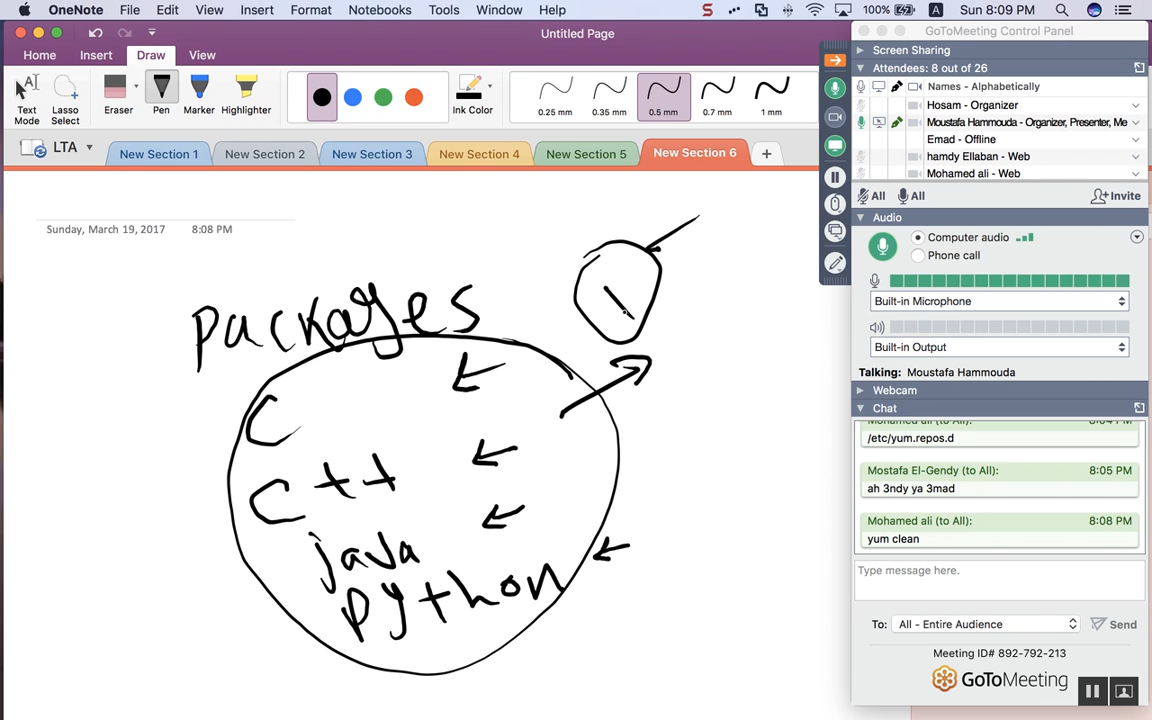 OneNote File Edit View Insert Format Notebooks Tools Window Help
100% A Sun 8:09 PM
Untitled Page
Home Insert Draw View
Text Mode
Lasso Select
Eraser
Pen
Marker
Highlighter
Ink Color
0.25 mm 0.35 mm 0.5 mm 0.7 mm 1 mm
LTA
New Section 1 New Section 2 New Section 3 New Section 4 New Section 5 New Section 6 +
Sunday, March 19, 2017 8:08 PM
packages
C
C++
java
python
GoToMeeting Control Panel
Screen Sharing
Attendees: 8 out of 26
Names - Alphabetically
Hosam - Organizer
Moustafa Hammouda - Organizer, Presenter, Me
Emad - Offline
hamdy Ellaban - Web
Mohamed ali - Web
All All Invite
Audio
Computer audio
Phone call
Built-in Microphone
Built-in Output
Talking: Moustafa Hammouda
Webcam
Chat
Mohamed ali (to All): 8:04 PM
/etc/yum.repos.d
Mostafa El-Gendy (to All): 8:05 PM
ah 3ndy ya 3mad
Mohamed ali (to All): 8:08 PM
yum clean
Type message here.
To: All - Entire Audience Send
Meeting ID# 892-792-213
GoToMeeting